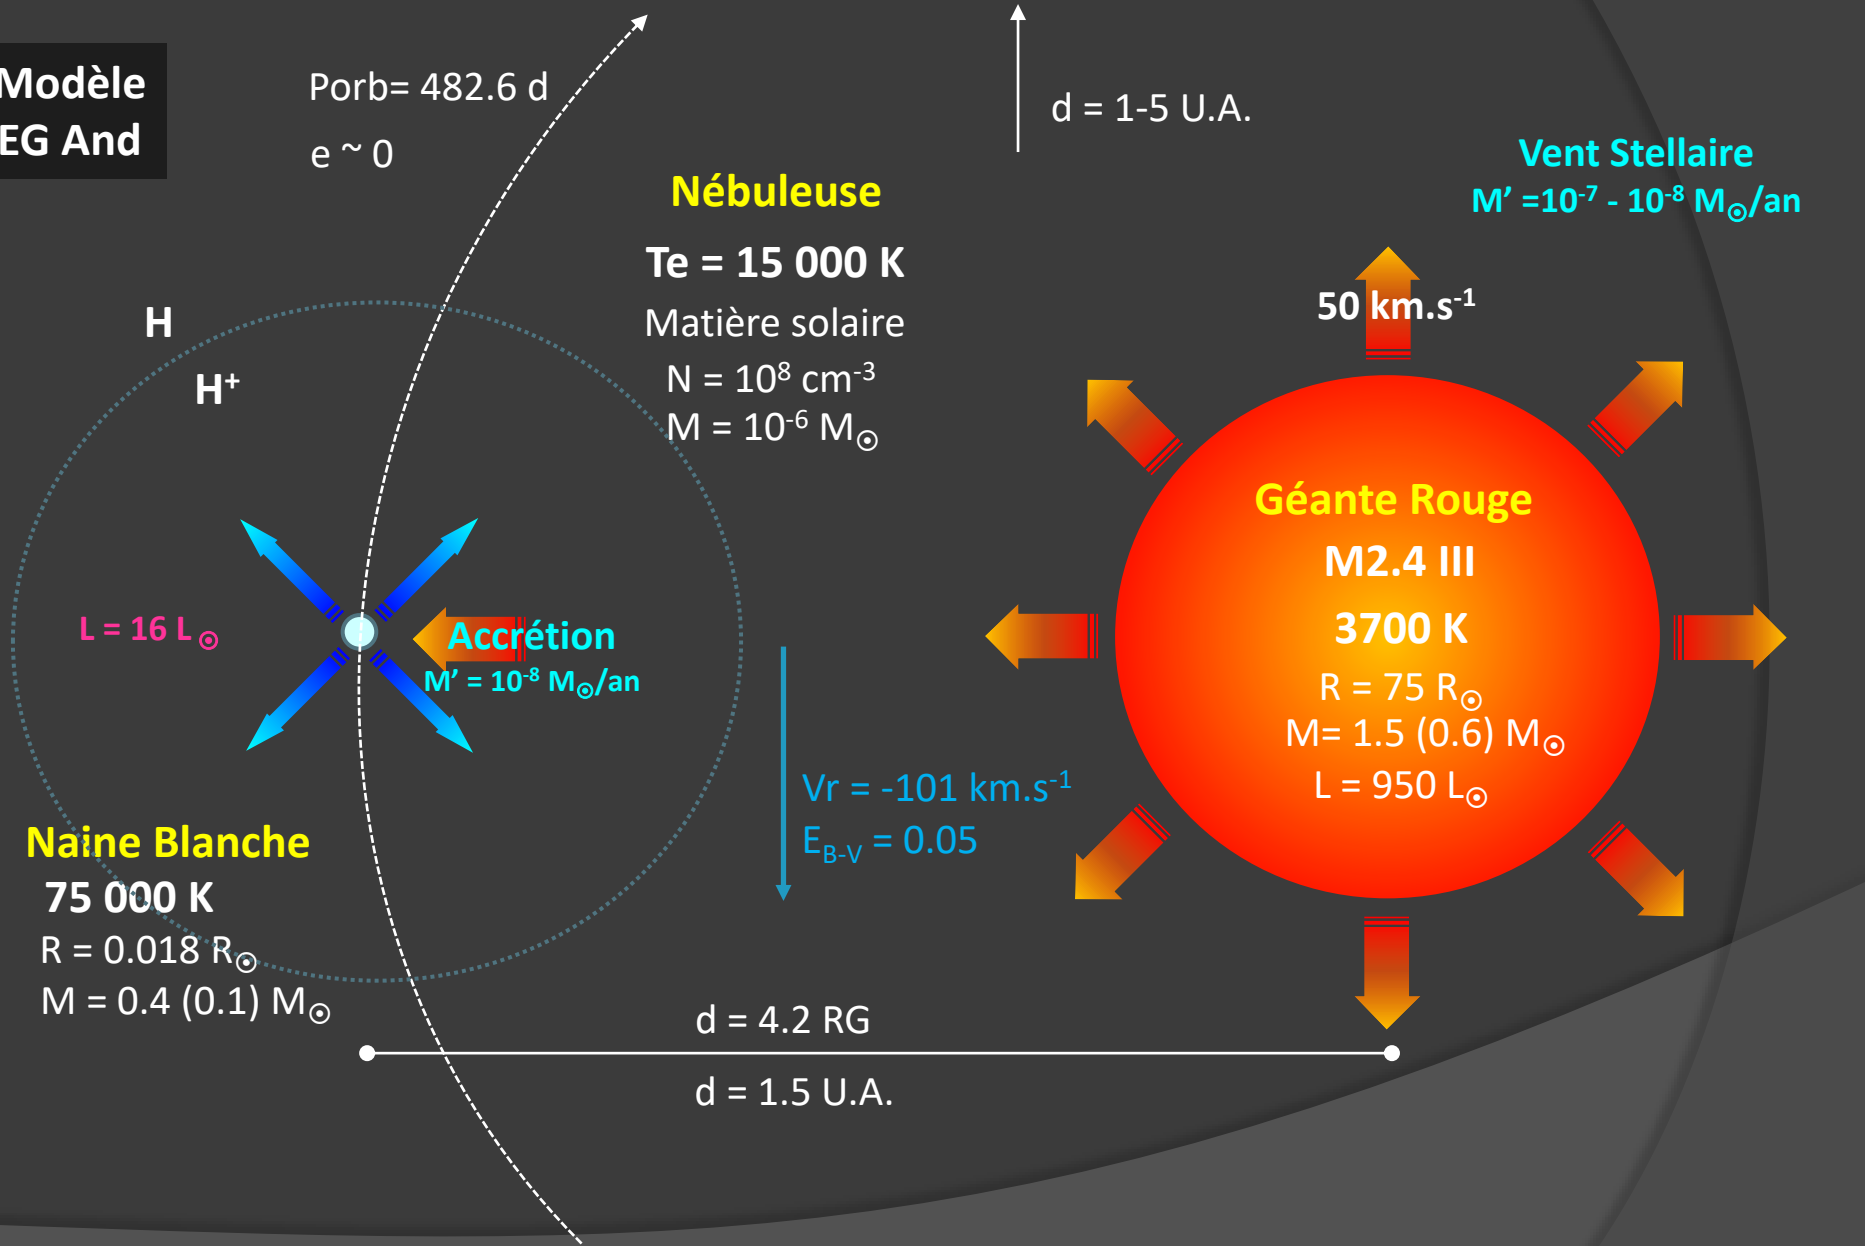 Modèle
EG And
Porb= 482.6 d
e ~ 0
d = 1-5 U.A.
Vent Stellaire
M’ =10⁻⁷ - 10⁻⁸ M☉/an
Nébuleuse
Te = 15 000 K
Matière solaire
N = 10⁸ cm⁻³
M = 10⁻⁶ M☉
50 km.s⁻¹
H
H⁺
Géante Rouge
M2.4 III
3700 K
R = 75 R☉
M= 1.5 (0.6) M☉
L = 950 L☉
L = 16 L☉
Accrétion
M’ = 10⁻⁸ M☉/an
Vr = -101 km.s⁻¹
E_B-V = 0.05
Naine Blanche
75 000 K
R = 0.018 R☉
M = 0.4 (0.1) M☉
d = 4.2 RG
d = 1.5 U.A.